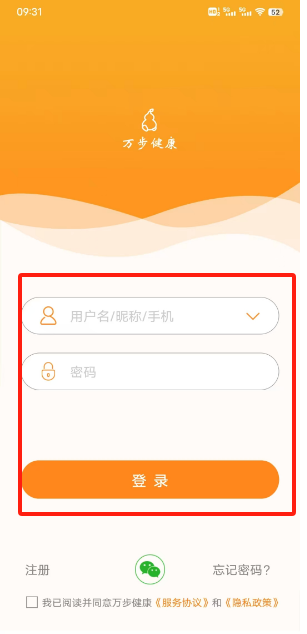 09:31
52
万步健康
用户名/昵称/手机
密码
登 录
注册
忘记密码?
我已阅读并同意万步健康《服务协议》和《隐私政策》